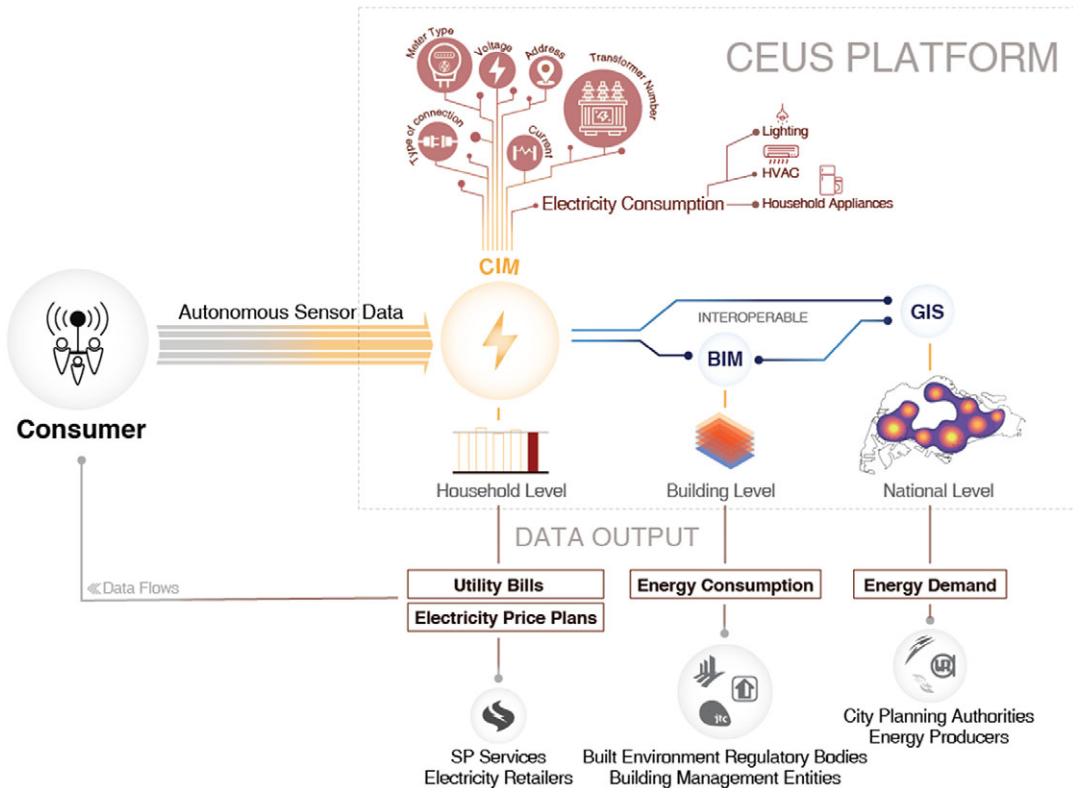 CEUS PLATFORM
Meter Type
Voltage
Address
Transformer Number
Type of connection
Current
Lighting
HVAG
Electricity Consumption
Household Appliances
CIM
Autonomous Sensor Data
INTEROPERABLE
GIS
BIM
Consumer
Household Level
Building Level
National Level
DATA OUTPUT
Data Flows
Utility Bills
Energy Consumption
Energy Demand
Electricity Price Plans
jtc
SP Services
Electricity Retailers
Built Environment Regulatory Bodies
Building Management Entities
City Planning Authorities
Energy Producers